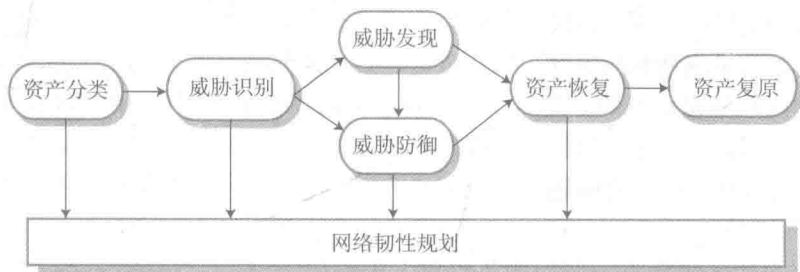 资产分类
威胁识别
威胁发现
威胁防御
资产恢复
资产复原
网络韧性规划